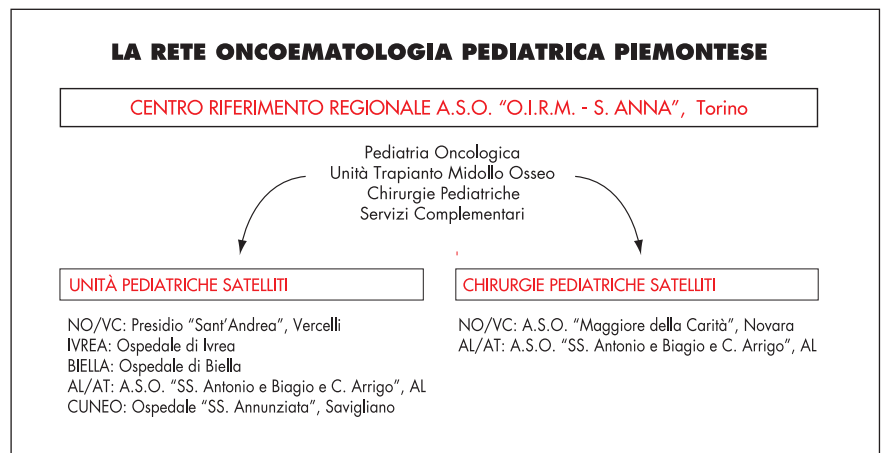 LA RETE ONCOEMATOLOGIA PEDIATRICA PIEMONTESE
CENTRO RIFERIMENTO REGIONALE A.S.O. “O.I.R.M. - S. ANNA”, Torino
Pediatria Oncologica
Unità Trapianto Midollo Osseo
Chirurgie Pediatriche
Servizi Complementari
UNITÀ PEDIATRICHE SATELLITI
NO/VC: Presidio “Sant’Andrea”, Vercelli
IVREA: Ospedale di Ivrea
BIELLA: Ospedale di Biella
AL/AT: A.S.O. “SS. Antonio e Biagio e C. Arrigo”, AL
CUNEO: Ospedale “SS. Annunziata”, Savigliano
CHIRURGIE PEDIATRICHE SATELLITI
NO/VC: A.S.O. “Maggiore della Carità”, Novara
AL/AT: A.S.O. “SS. Antonio e Biagio e C. Arrigo”, AL